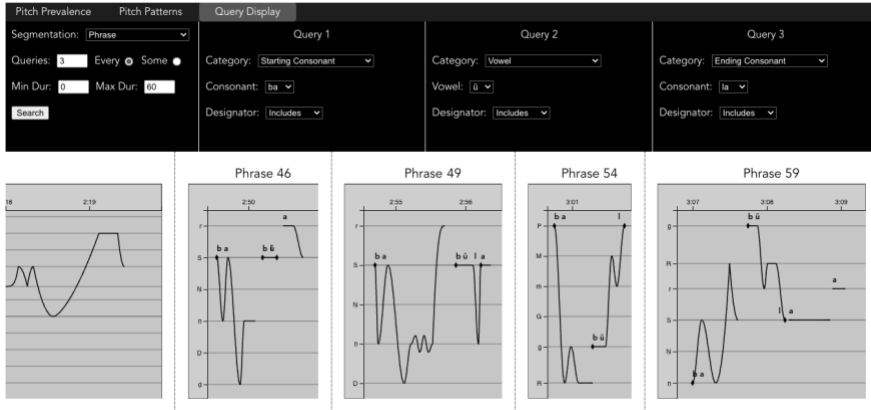 Pitch Prevalence Pitch Patterns Query Display
Segmentation: Phrase
Queries: 3 Every Some
Min Dur: 0 Max Dur: 60
Search
Query 1
Category: Starting Consonant
Consonant: ba
Designator: Includes
Query 2
Category: Vowel
Vowel: ū
Designator: Includes
Query 3
Category: Ending Consonant
Consonant: la
Designator: Includes
18 2:19
Phrase 46
2:50
r
S
N
n
D
d
b a
a
Phrase 49
2:55 2:56
r
S
N
n
D
b a
b ū
l a
Phrase 54
3:01
P
M
m
G
g
R
b a
l
b ū
Phrase 59
3:07 3:08 3:09
g
R
r
S
N
n
b ū
a
l a
b a